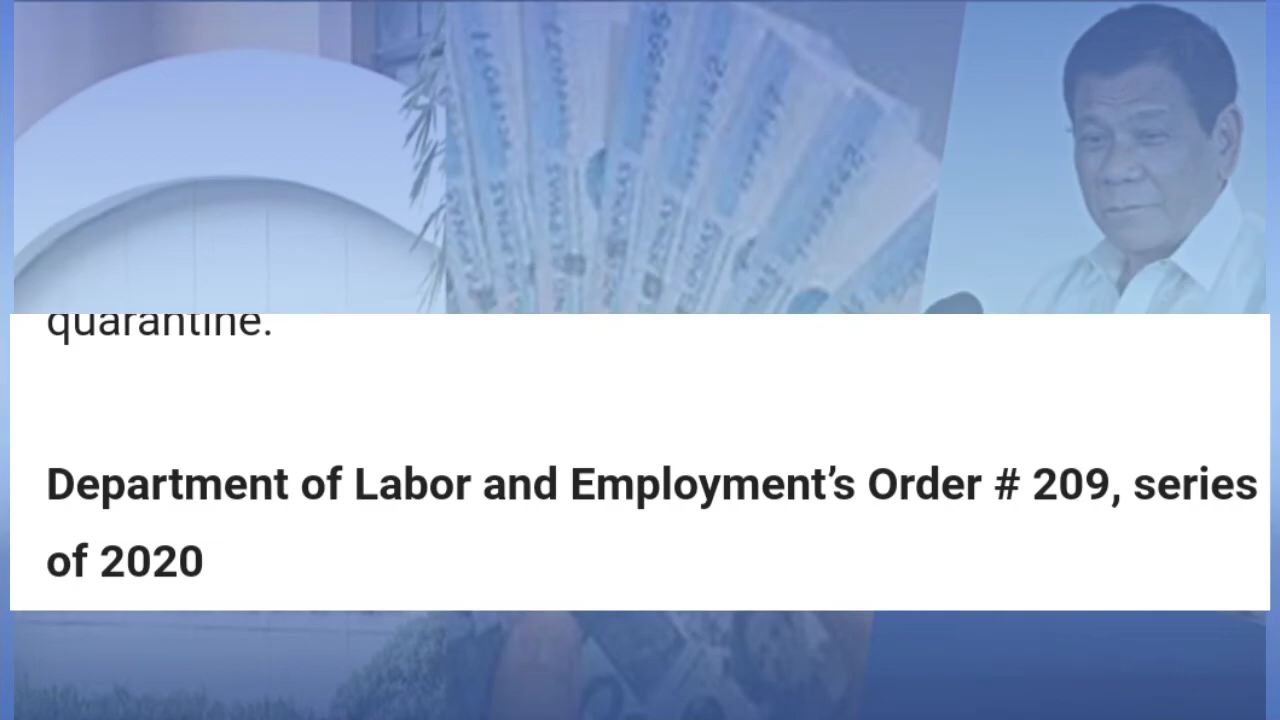 quarantine.
Department of Labor and Employment’s Order # 209, series
of 2020